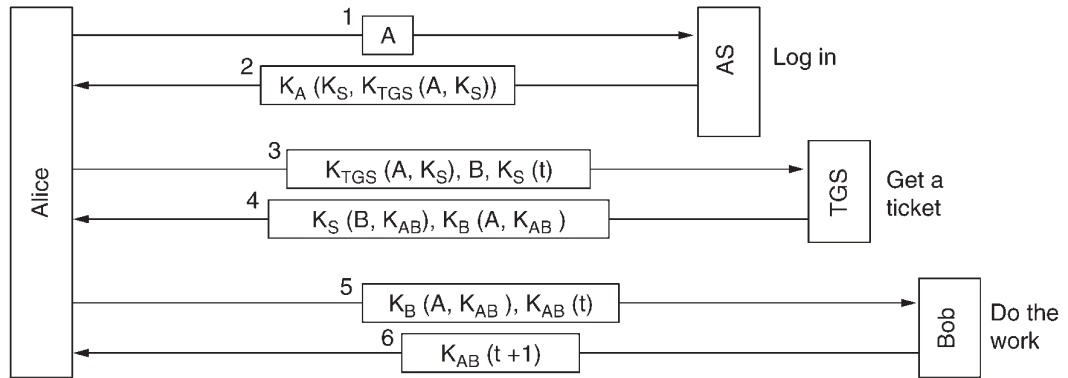 Alice
1
A
AS
Log in
2
K_A (K_S, K_TGS (A, K_S))
3
K_TGS (A, K_S), B, K_S (t)
TGS
Get a
ticket
4
K_S (B, K_AB), K_B (A, K_AB )
5
K_B (A, K_AB ), K_AB (t)
Bob
Do the
work
6
K_AB (t +1)